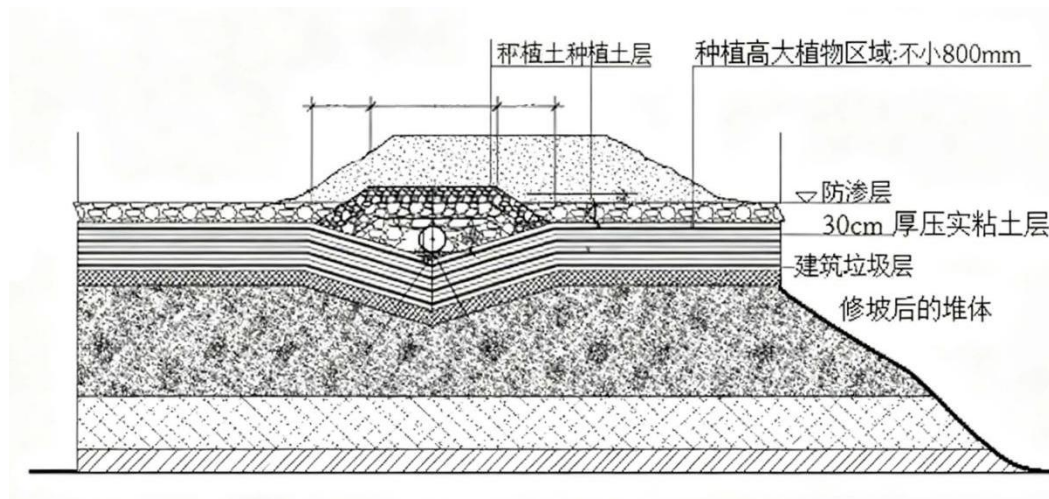 种植土种植土层
种植高大植物区域:不小800mm
防渗层
30cm 厚压实粘土层
建筑垃圾层
修坡后的堆体